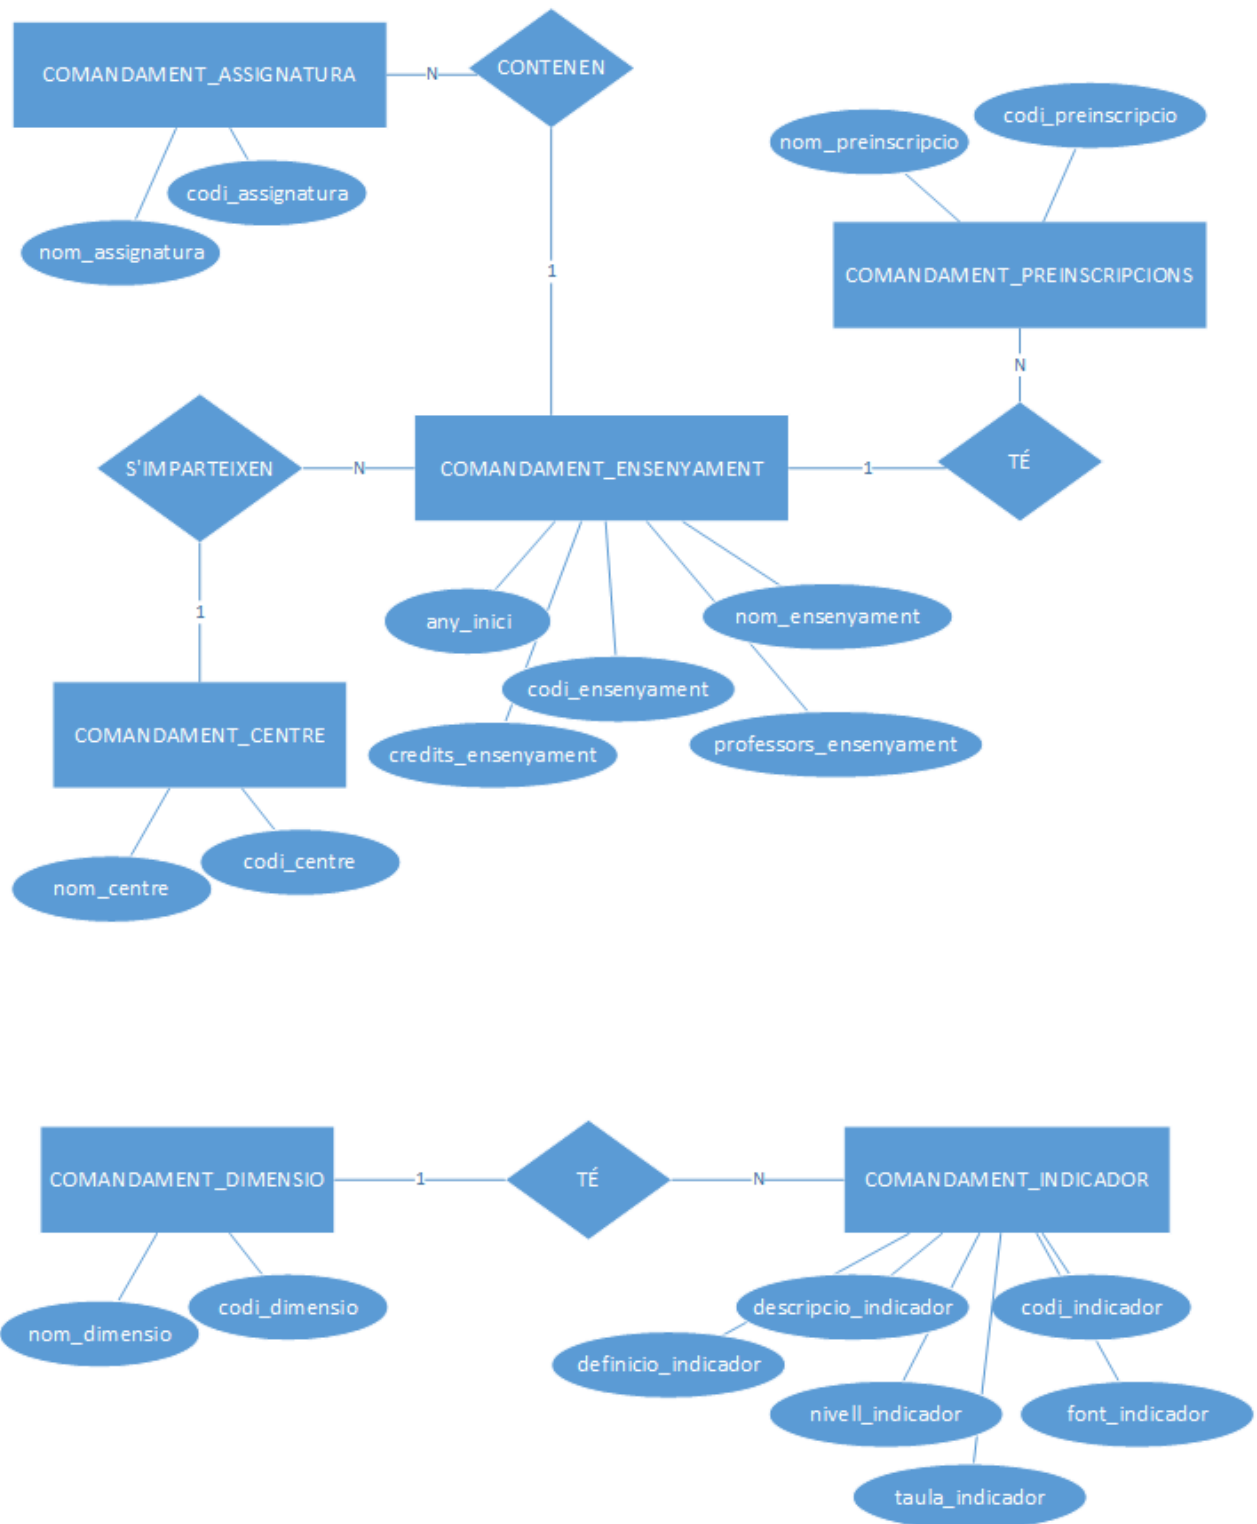 CONTENEN
COMANDAMENT_ASSIGNATURA
N
codi_preinscripcio
nom_preinscripcio
codi_assignatura
nom_assignatura
1
COMANDAMENT_PREINSCRIPCIONS
N
S'IMPARTEIXEN
N
COMANDAMENT_ENSENYAMENT
1
TÉ
1
any_inici
nom_ensenyament
codi_ensenyament
COMANDAMENT_CENTRE
credits_ensenyament
professors_ensenyament
codi_centre
nom_centre
COMANDAMENT_DIMENSIO
1
TÉ
N
COMANDAMENT_INDICADOR
codi_dimensio
descripcio_indicador
codi_indicador
nom_dimensio
definicio_indicador
nivell_indicador
font_indicador
taula_indicador